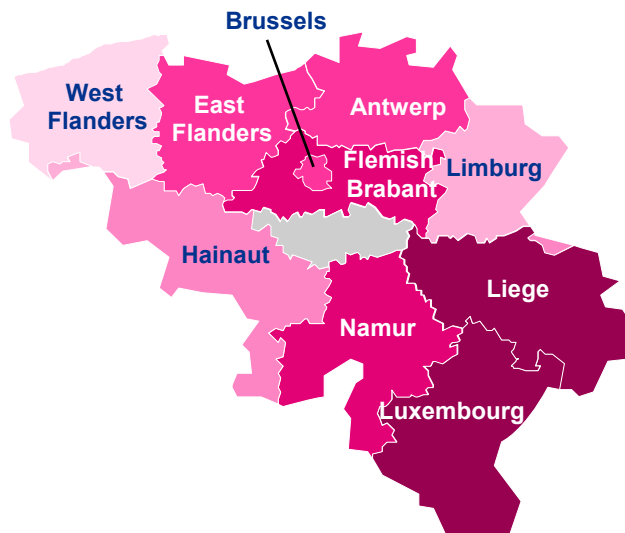 Brussels
West
Flanders
East
Flanders
Antwerp
Flemish
Brabant
Limburg
Hainaut
Liege
Namur
Luxembourg